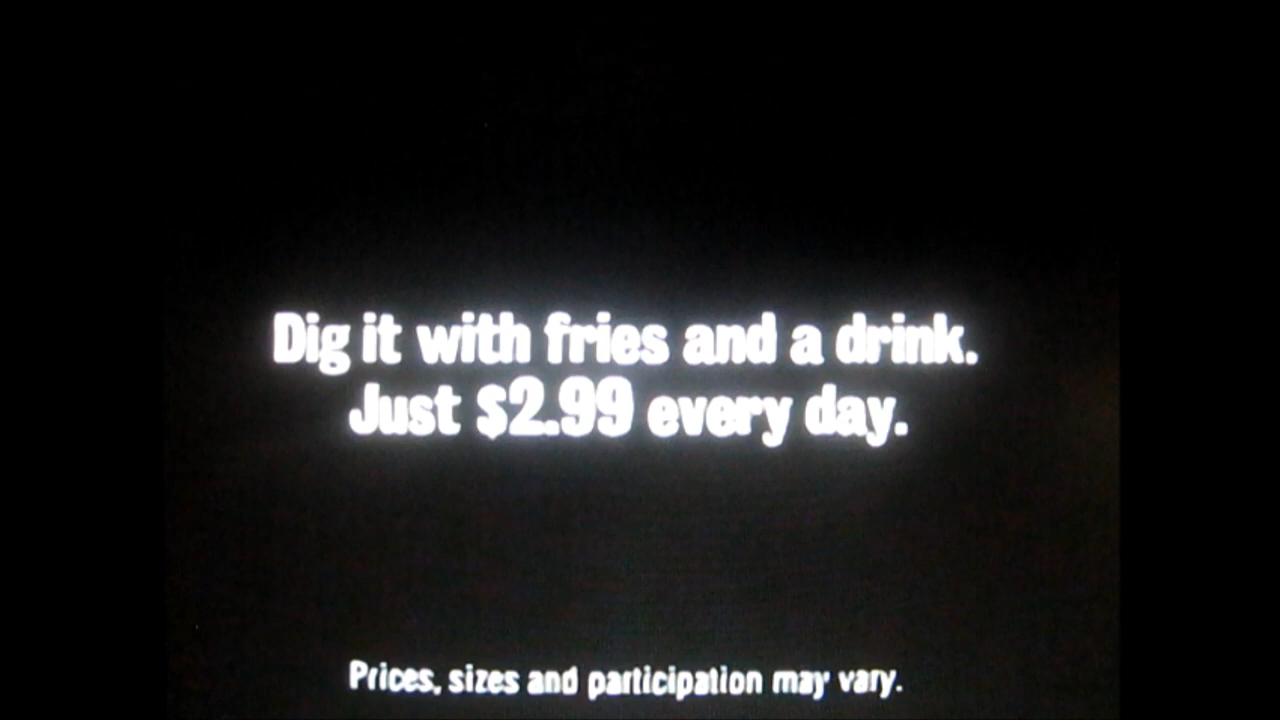 Dig it with fries and a drink.
Just $2.99 every day.
Prices, sizes and participation may vary.